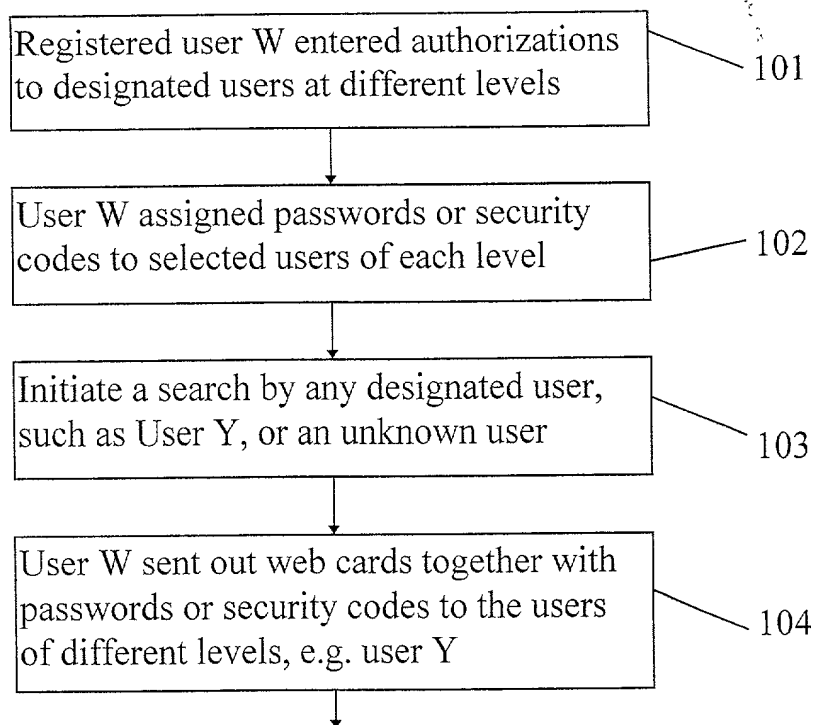 Registered user W entered authorizations
to designated users at different levels
101
User W assigned passwords or security
codes to selected users of each level
102
Initiate a search by any designated user,
such as User Y, or an unknown user
103
User W sent out web cards together with
passwords or security codes to the users
of different levels, e.g. user Y
104